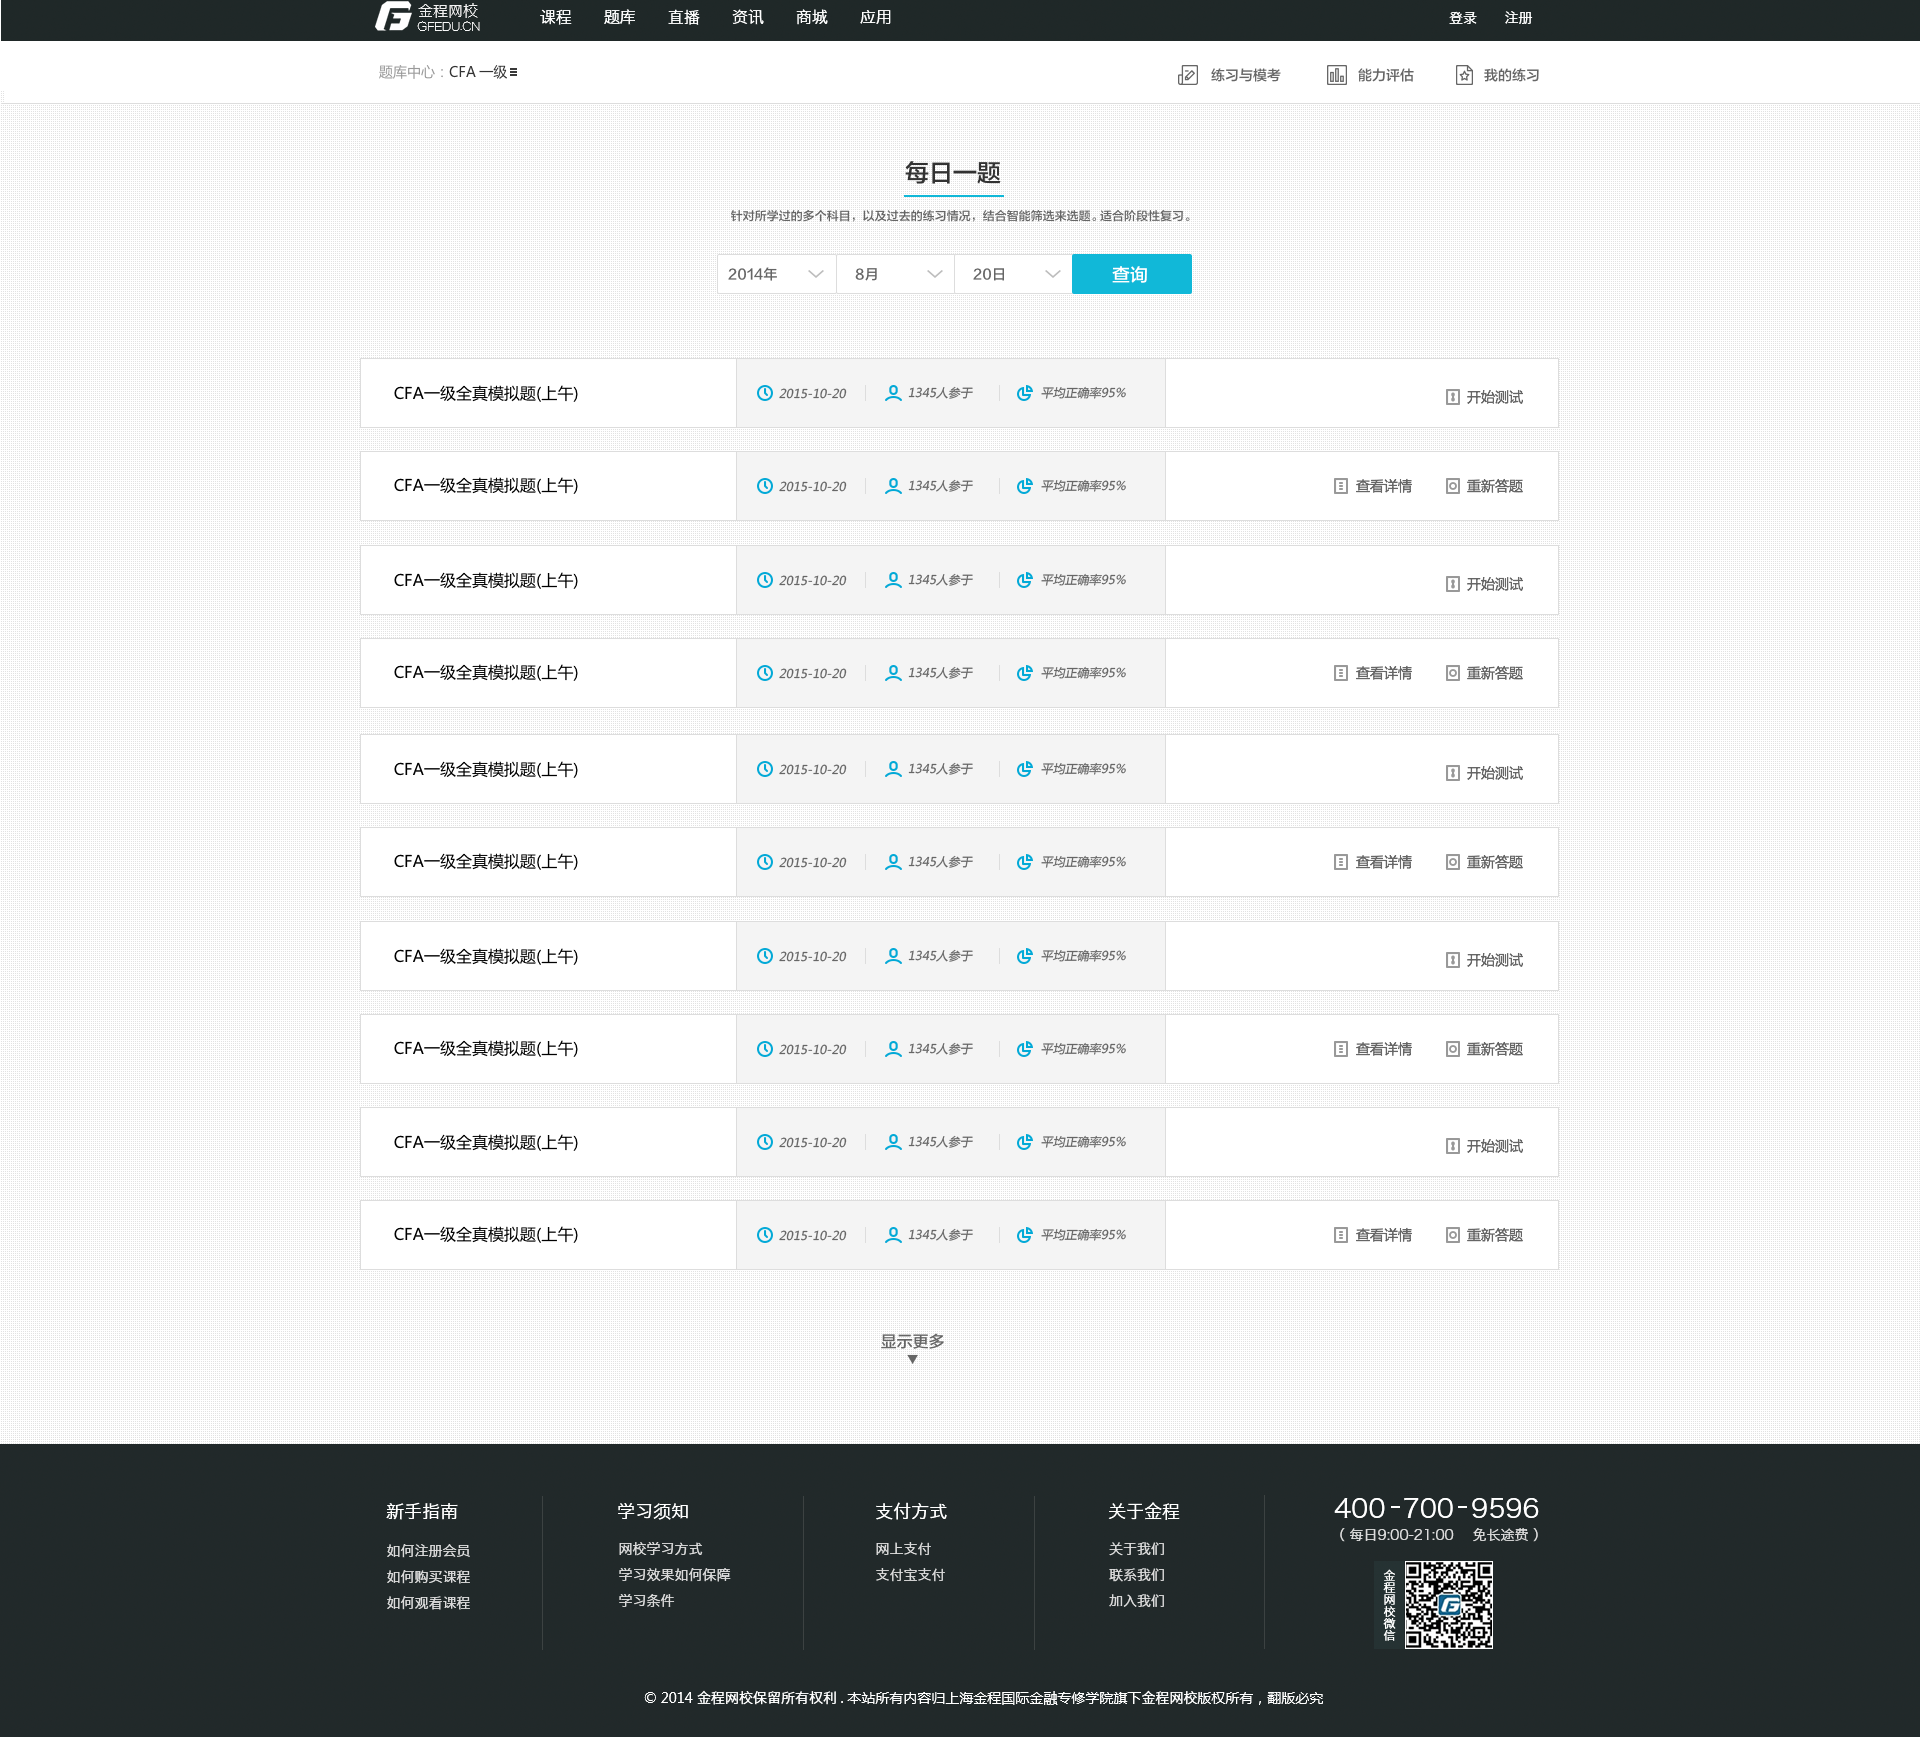 金程网校
GFEDU.CN
课程 题库 直播 资讯 商城 应用
登录 注册
题库中心：CFA 一级
练习与模考 能力评估 我的练习
每日一题
针对所学过的多个科目，以及过去的练习情况，结合智能筛选来选题。适合阶段性复习。
2014年 8月 20日 查询
CFA一级全真模拟题(上午) 2015-10-20 1345人参于 平均正确率95% 开始测试
CFA一级全真模拟题(上午) 2015-10-20 1345人参于 平均正确率95% 查看详情 重新答题
CFA一级全真模拟题(上午) 2015-10-20 1345人参于 平均正确率95% 开始测试
CFA一级全真模拟题(上午) 2015-10-20 1345人参于 平均正确率95% 查看详情 重新答题
CFA一级全真模拟题(上午) 2015-10-20 1345人参于 平均正确率95% 开始测试
CFA一级全真模拟题(上午) 2015-10-20 1345人参于 平均正确率95% 查看详情 重新答题
CFA一级全真模拟题(上午) 2015-10-20 1345人参于 平均正确率95% 开始测试
CFA一级全真模拟题(上午) 2015-10-20 1345人参于 平均正确率95% 查看详情 重新答题
CFA一级全真模拟题(上午) 2015-10-20 1345人参于 平均正确率95% 开始测试
CFA一级全真模拟题(上午) 2015-10-20 1345人参于 平均正确率95% 查看详情 重新答题
显示更多
新手指南
如何注册会员
如何购买课程
如何观看课程
学习须知
网校学习方式
学习效果如何保障
学习条件
支付方式
网上支付
支付宝支付
关于金程
关于我们
联系我们
加入我们
400-700-9596
（ 每日9:00-21:00 免长途费 ）
金程网校微信
© 2014 金程网校保留所有权利 . 本站所有内容归上海金程国际金融专修学院旗下金程网校版权所有，翻版必究